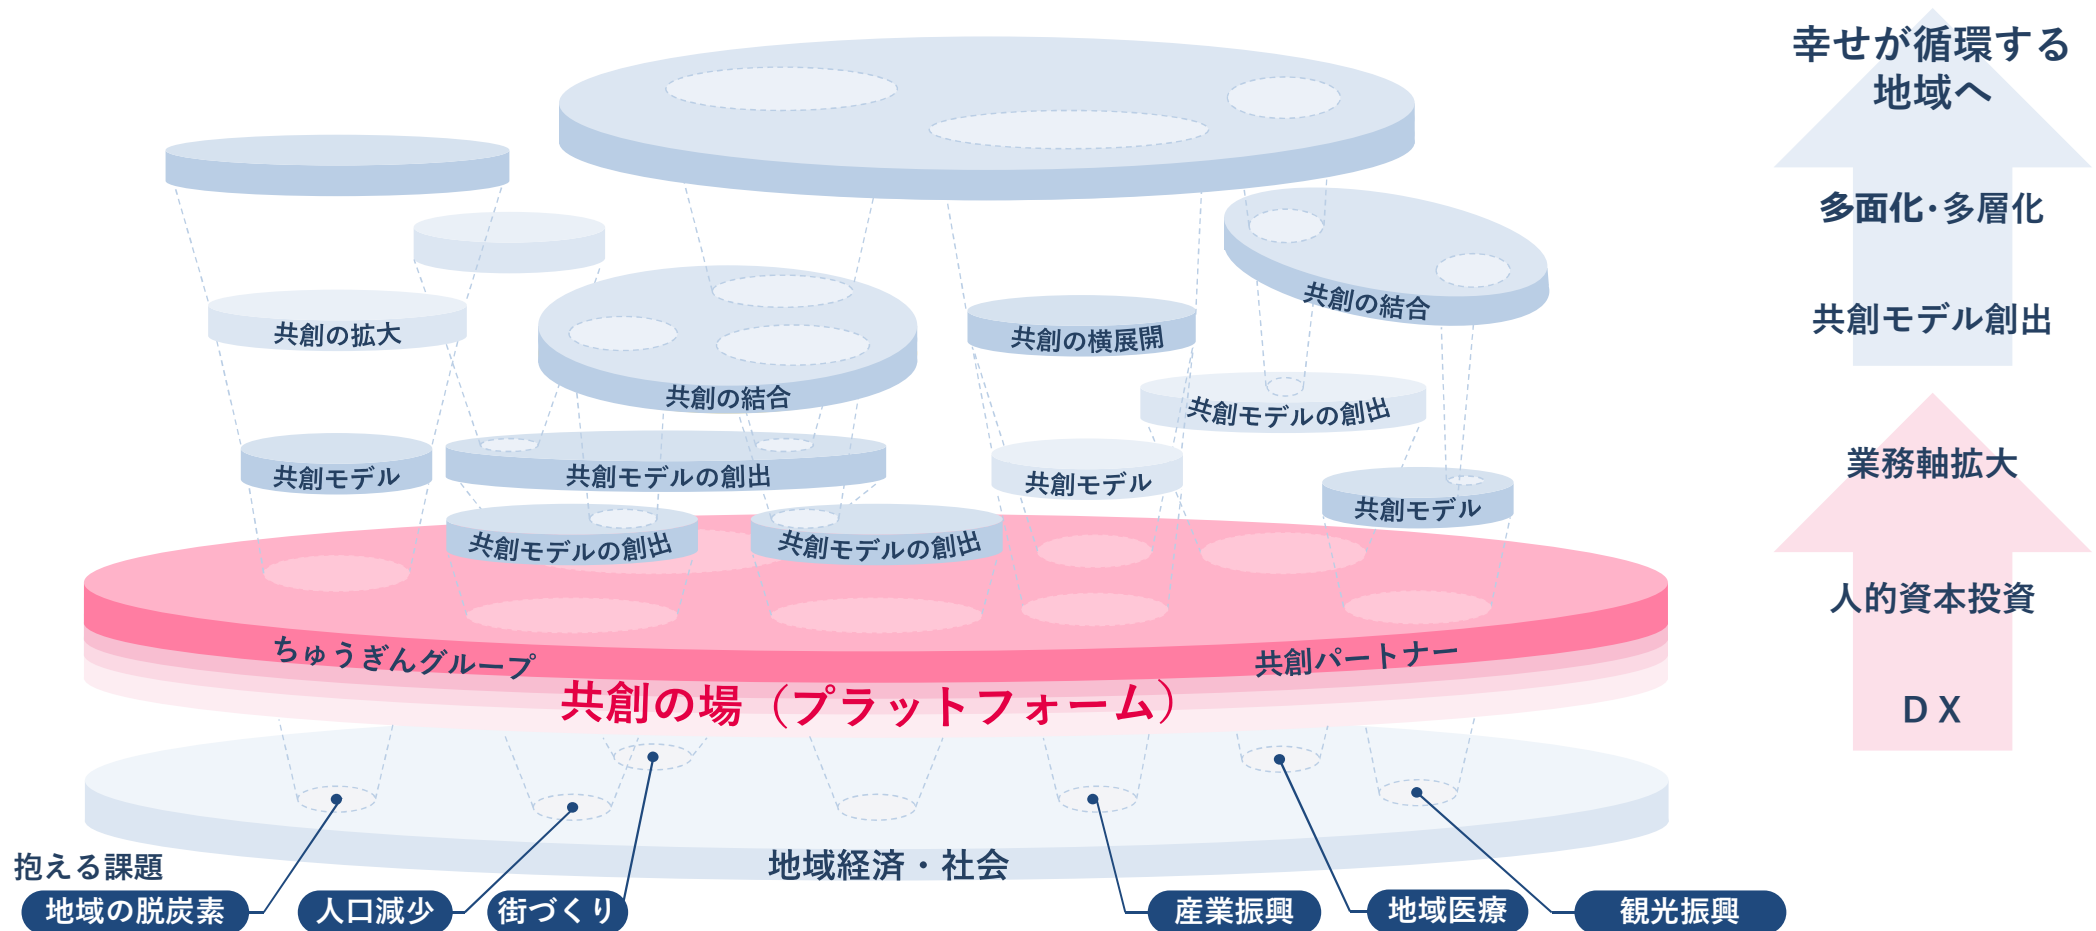 幸せが循環する
地域へ
多面化・多層化
共創モデル創出
業務軸拡大
人的資本投資
DX
共創の拡大
共創の結合
共創の横展開
共創の結合
共創モデルの創出
共創モデル
共創モデルの創出
共創モデル
共創モデル
共創モデルの創出
共創モデルの創出
ちゅうぎんグループ
共創パートナー
共創の場（プラットフォーム）
地域経済・社会
抱える課題
地域の脱炭素
人口減少
街づくり
産業振興
地域医療
観光振興